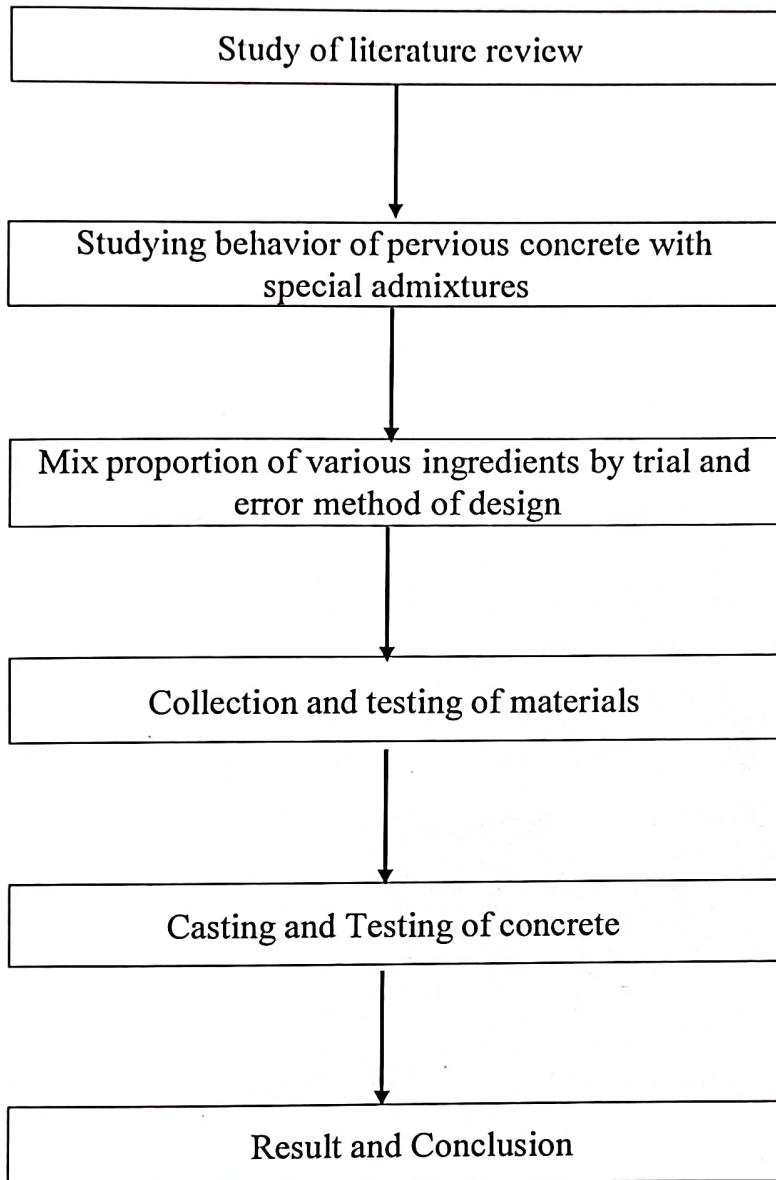 Study of literature review
Studying behavior of pervious concrete with
special admixtures
Mix proportion of various ingredients by trial and
error method of design
Collection and testing of materials
Casting and Testing of concrete
Result and Conclusion